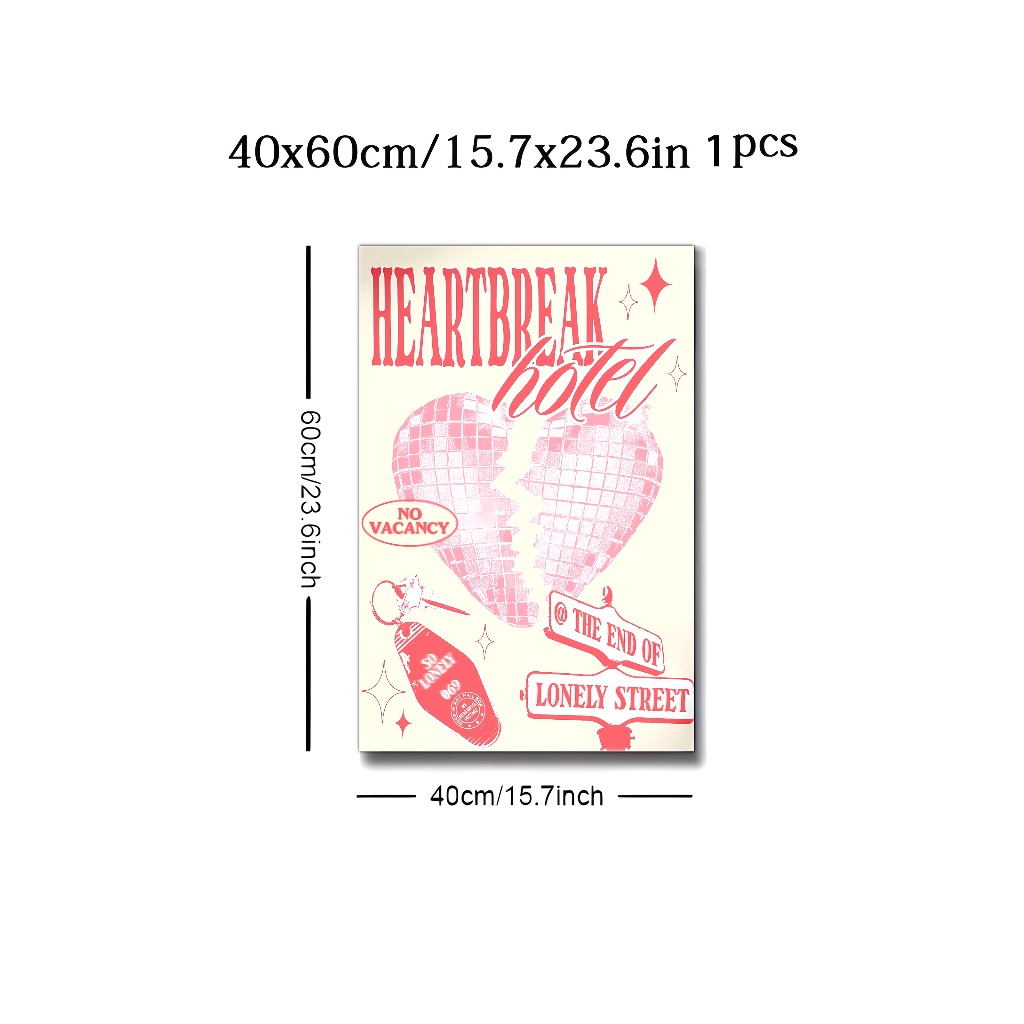 40x60cm/15.7x23.6in 1pcs
HEARTBREAK
hotel
60cm/23.6inch
NO
VACANCY
@ THE END OF
SO
LONELY
069
LONELY STREET
40cm/15.7inch